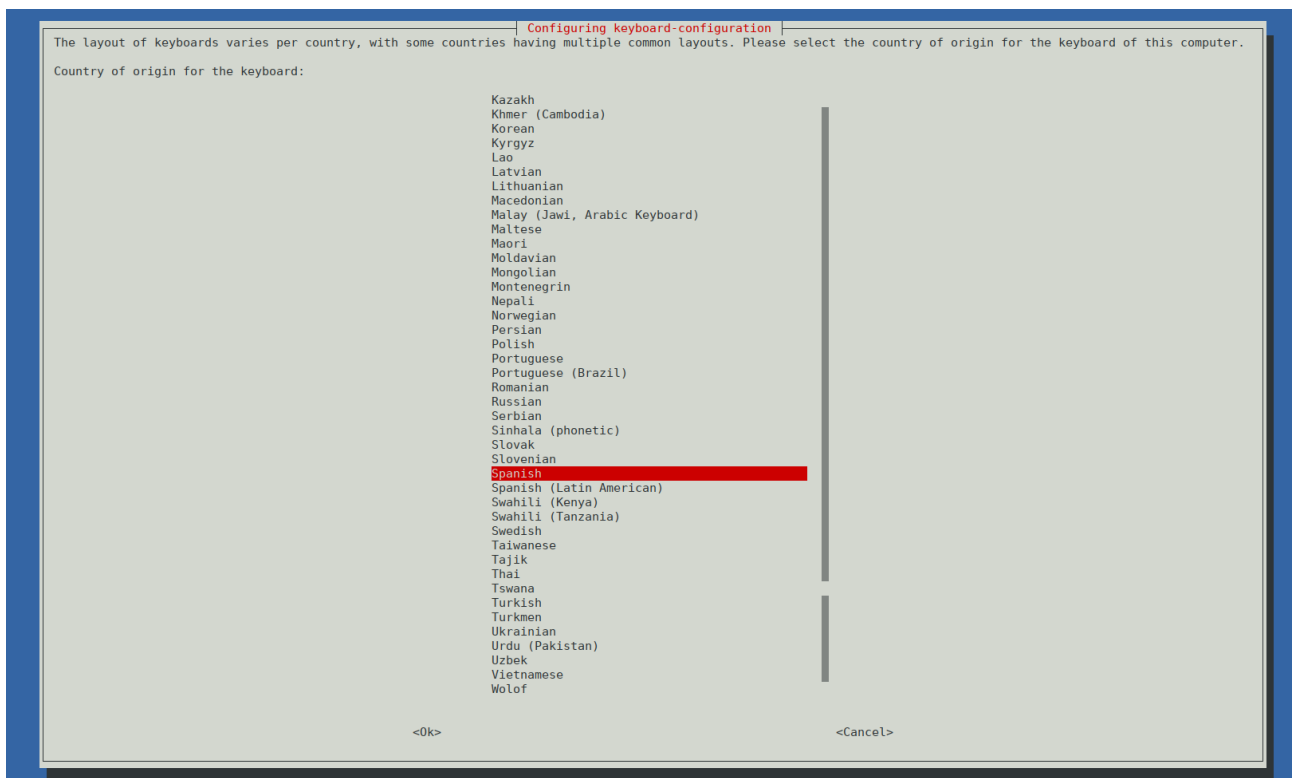 Configuring keyboard-configuration
The layout of keyboards varies per country, with some countries having multiple common layouts. Please select the country of origin for the keyboard of this computer.
Country of origin for the keyboard:
Kazakh
Khmer (Cambodia)
Korean
Kyrgyz
Lao
Latvian
Lithuanian
Macedonian
Malay (Jawi, Arabic Keyboard)
Maltese
Maori
Moldavian
Mongolian
Montenegrin
Nepali
Norwegian
Persian
Polish
Portuguese
Portuguese (Brazil)
Romanian
Russian
Serbian
Sinhala (phonetic)
Slovak
Slovenian
Spanish
Spanish (Latin American)
Swahili (Kenya)
Swahili (Tanzania)
Swedish
Taiwanese
Tajik
Thai
Tswana
Turkish
Turkmen
Ukrainian
Urdu (Pakistan)
Uzbek
Vietnamese
Wolof
<Ok> <Cancel>